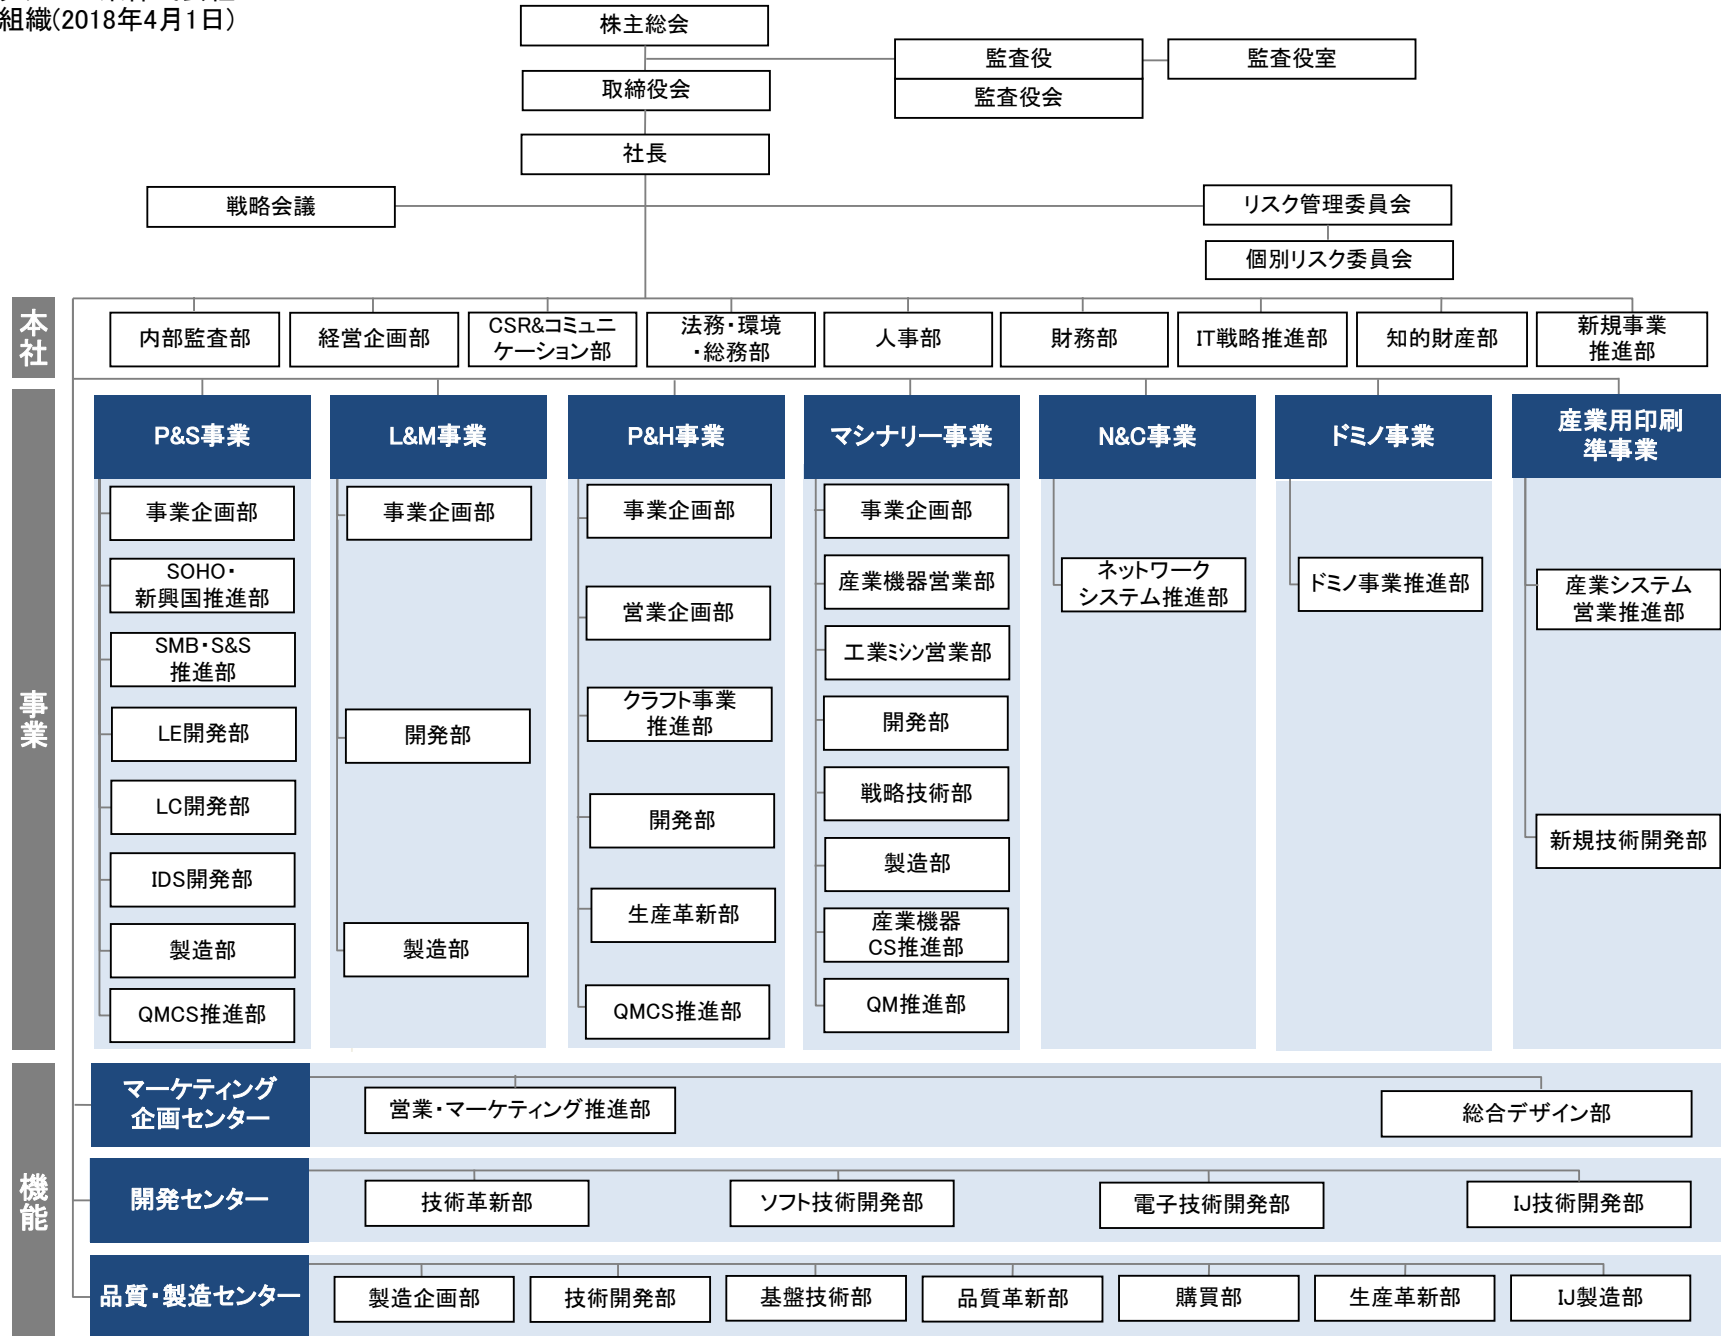 組織(2018年4月1日)
株主総会
監査役
監査役室
取締役会
監査役会
社長
戦略会議
リスク管理委員会
個別リスク委員会
本社
内部監査部
経営企画部
CSR&コミュニ
ケーション部
法務・環境
・総務部
人事部
財務部
IT戦略推進部
知的財産部
新規事業
推進部
事業
P&S事業
事業企画部
SOHO・
新興国推進部
SMB・S&S
推進部
LE開発部
LC開発部
IDS開発部
製造部
QMCS推進部
L&M事業
事業企画部
開発部
製造部
P&H事業
事業企画部
営業企画部
クラフト事業
推進部
開発部
生産革新部
QMCS推進部
マシナリー事業
事業企画部
産業機器営業部
工業ミシン営業部
開発部
戦略技術部
製造部
産業機器
CS推進部
QM推進部
N&C事業
ネットワーク
システム推進部
ドミノ事業
ドミノ事業推進部
産業用印刷
準事業
産業システム
営業推進部
新規技術開発部
機能
マーケティング
企画センター
営業・マーケティング推進部
総合デザイン部
開発センター
技術革新部
ソフト技術開発部
電子技術開発部
IJ技術開発部
品質・製造センター
製造企画部
技術開発部
基盤技術部
品質革新部
購買部
生産革新部
IJ製造部